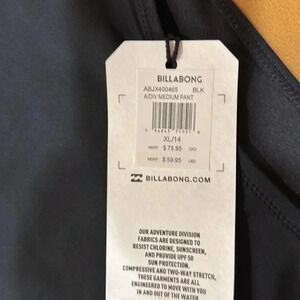 BILLABONG
ABJX400465 BLK
A/DIV MEDIUM PANT
XL/14
MSRP $ 75.95 CAD
MSRP $ 59.95 USD
BILLABONG.COM
OUR ADVENTURE DIVISION
FABRICS ARE DESIGNED TO
RESIST CHLORINE, SUNSCREEN,
AND PROVIDE UPF 50
SUN PROTECTION.
COMPRESSIVE AND TWO-WAY STRETCH,
THESE GARMENTS ARE ALL
ENGINEERED TO MOVE WITH YOU
IN AND OUT OF THE WATER